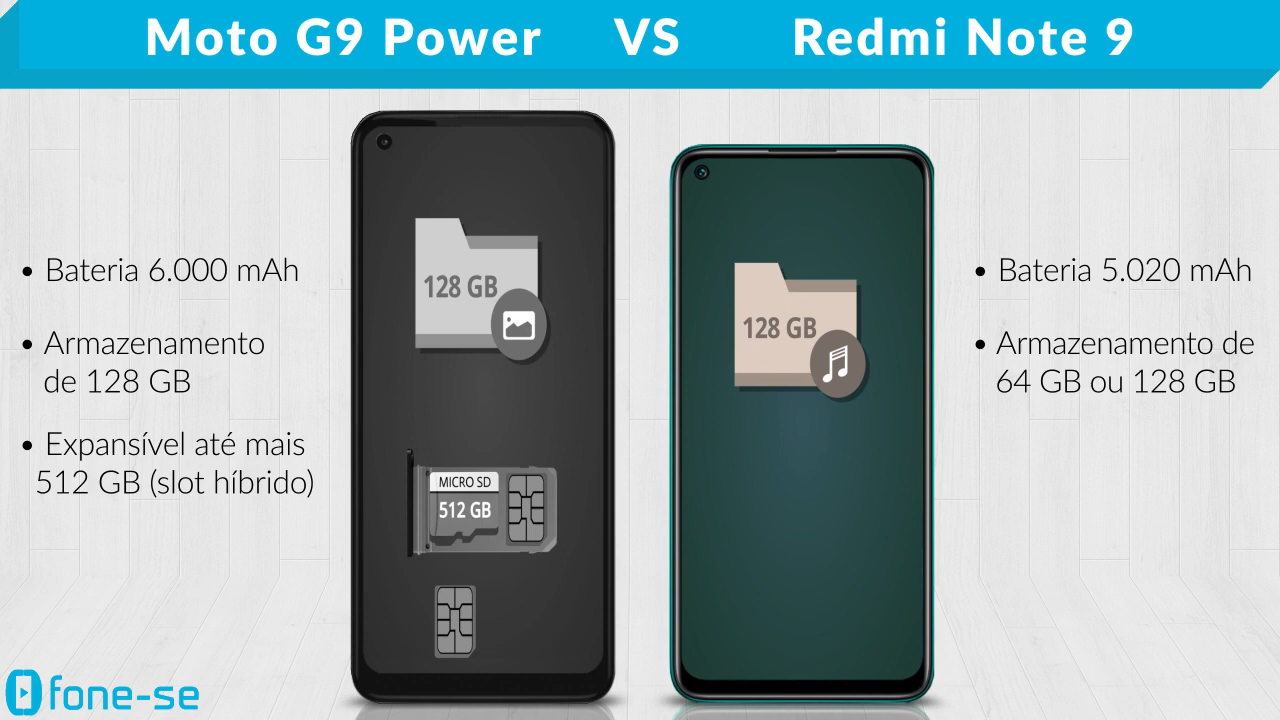 Moto G9 Power VS Redmi Note 9
• Bateria 6.000 mAh
• Armazenamento
de 128 GB
• Expansível até mais
512 GB (slot híbrido)
128 GB
MICRO SD
512 GB
128 GB
• Bateria 5.020 mAh
• Armazenamento de
64 GB ou 128 GB
fone-se